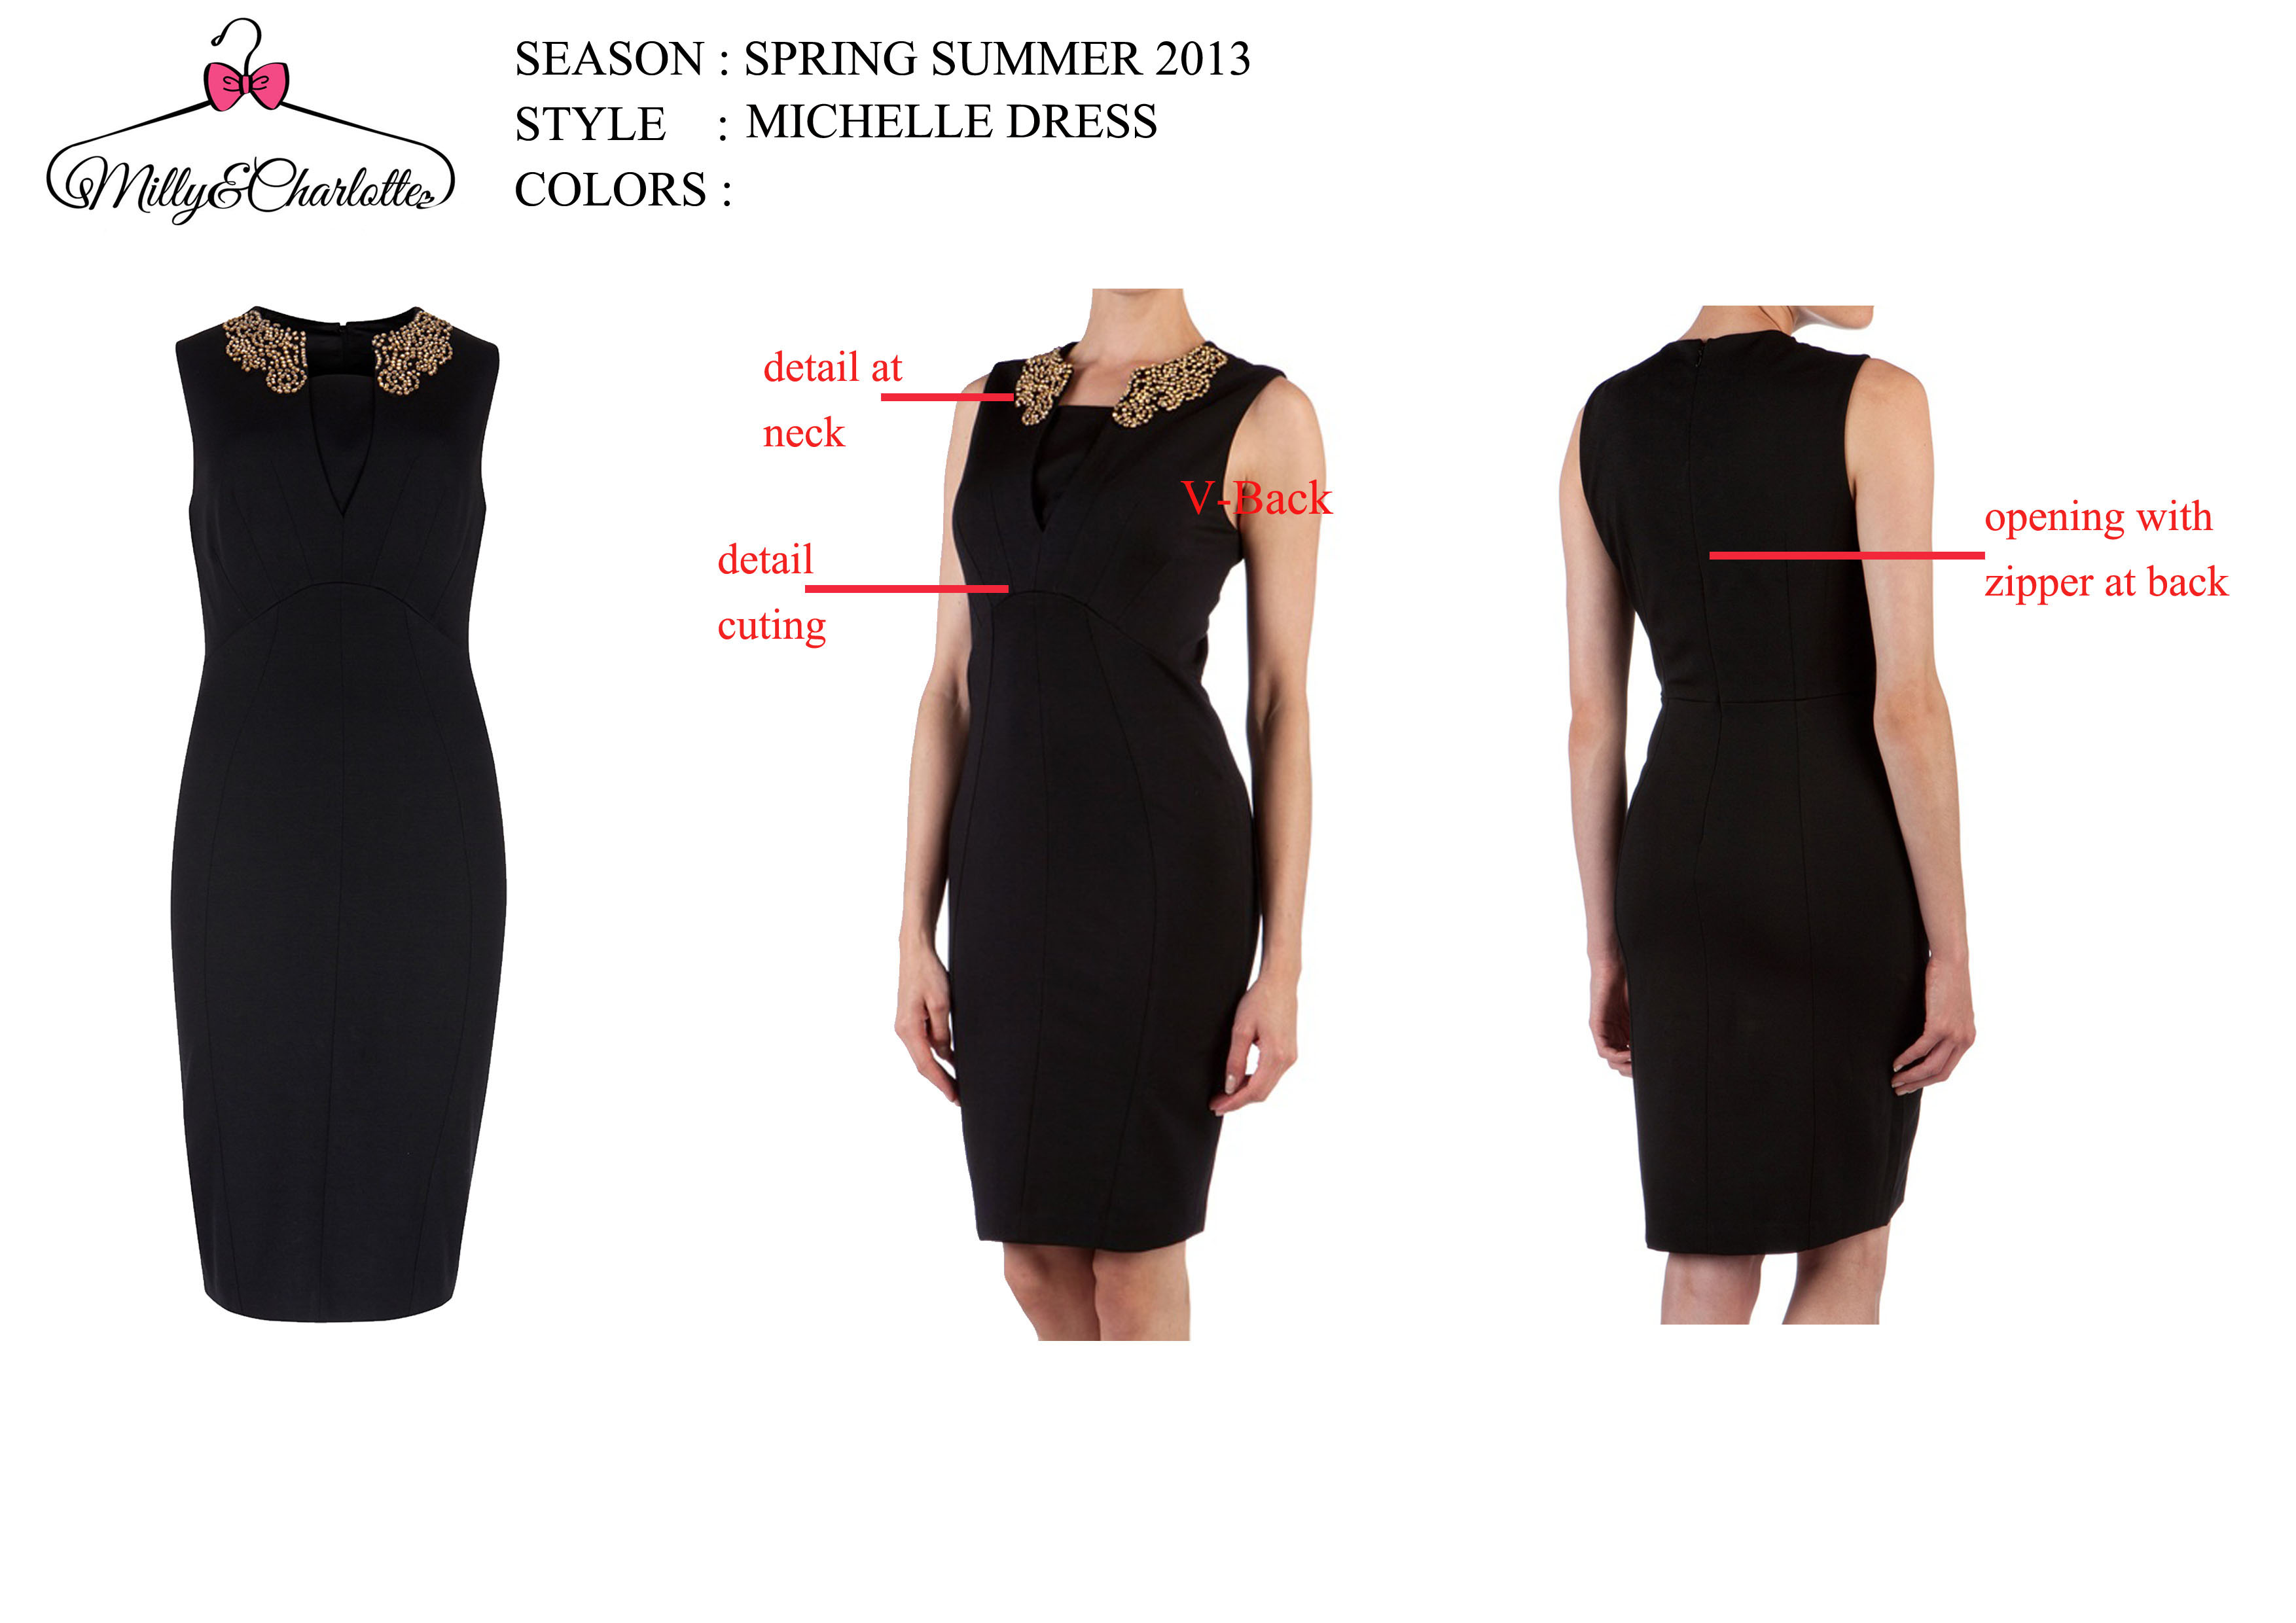 Milly&Charlotte
SEASON : SPRING SUMMER 2013
STYLE : MICHELLE DRESS
COLORS :
detail at
neck
V-Back
detail
cuting
opening with
zipper at back